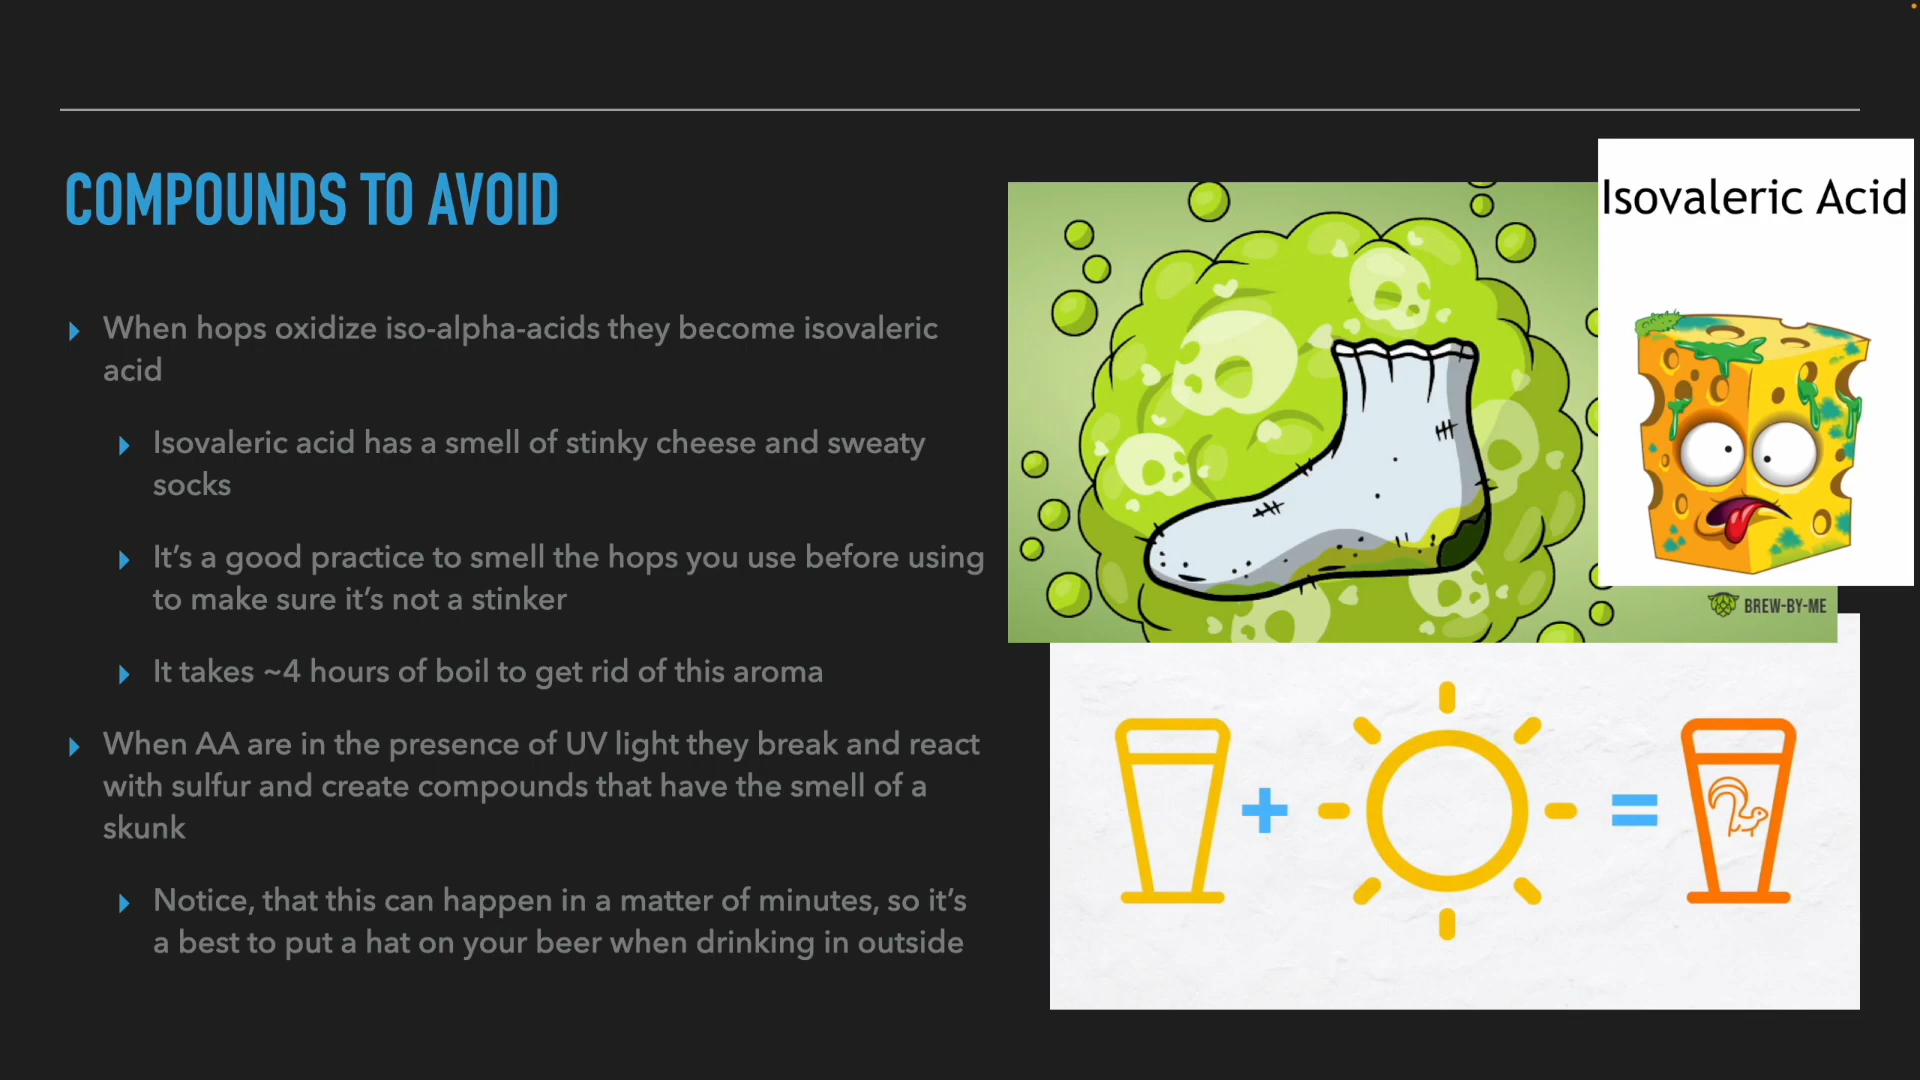 COMPOUNDS TO AVOID
When hops oxidize iso-alpha-acids they become isovaleric
acid
Isovaleric acid has a smell of stinky cheese and sweaty
socks
It's a good practice to smell the hops you use before using
to make sure it's not a stinker
It takes ~4 hours of boil to get rid of this aroma
When AA are in the presence of UV light they break and react
with sulfur and create compounds that have the smell of a
skunk
Notice, that this can happen in a matter of minutes, so it's
a best to put a hat on your beer when drinking in outside
Isovaleric Acid
BREW-BY-ME